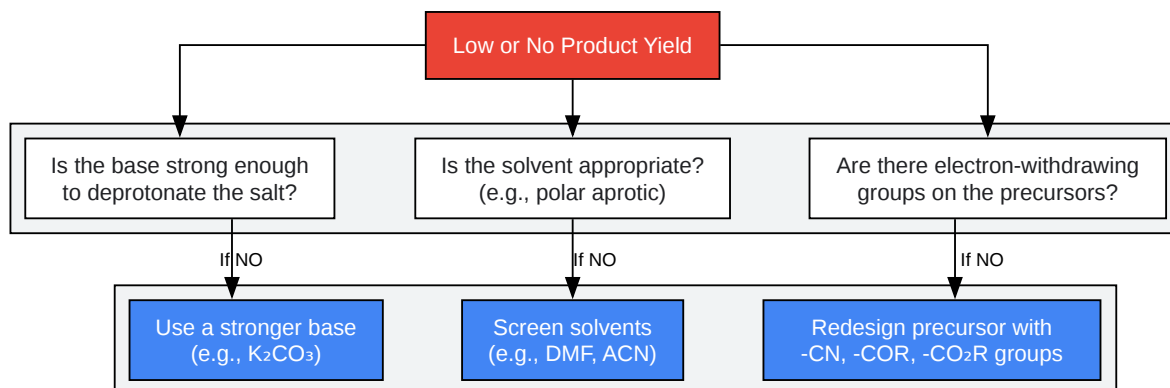 Low or No Product Yield
Is the base strong enough
to deprotonate the salt?
Is the solvent appropriate?
(e.g., polar aprotic)
Are there electron-withdrawing
groups on the precursors?
If NO
If NO
If NO
Use a stronger base
(e.g., K₂CO₃)
Screen solvents
(e.g., DMF, ACN)
Redesign precursor with
-CN, -COR, -CO₂R groups